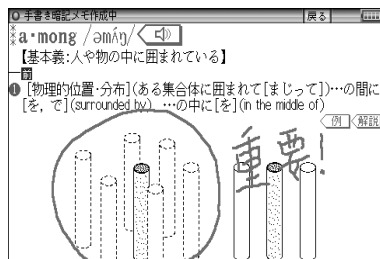 手書き暗記メモ作成中 戻る
*a·mong /əmʌ́ŋ/
【基本義:人や物の中に囲まれている】
━前
❶ [物理的位置·分布](ある集合体に囲まれて[まじって])…の間に
[を, で](surrounded by), …の中に[を](in the middle of)
例 解説
重要!